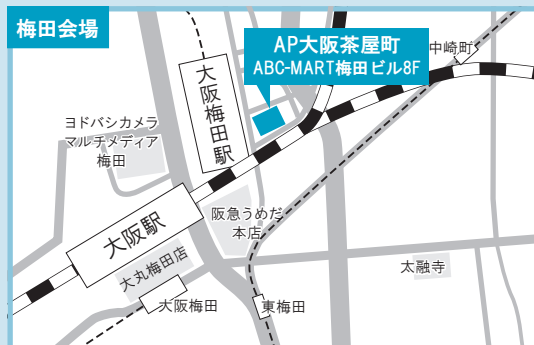 梅田会場
AP大阪茶屋町
ABC-MART梅田ビル8F
中崎町
大阪梅田駅
ヨドバシカメラ
マルチメディア
梅田
大阪駅
阪急うめだ
本店
大丸梅田店
太融寺
大阪梅田
東梅田